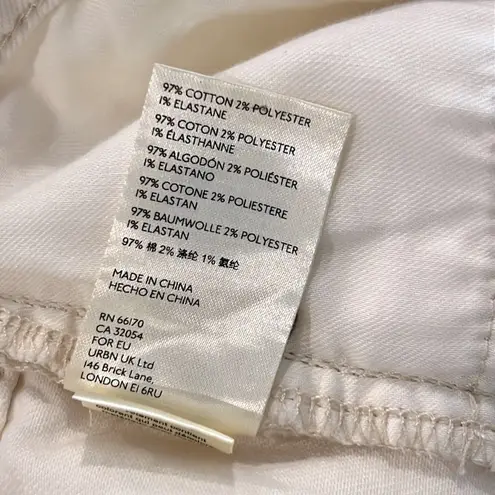 97% COTTON 2% POLYESTER
1% ELASTANE
97% COTON 2% POLYESTER
1% ÉLASTHANNE
97% ALGODÓN 2% POLIÉSTER
1% ELASTANO
97% COTONE 2% POLIESTERE
1% ELASTAN
97% BAUMWOLLE 2% POLYESTER
1% ELASTAN
97% 棉 2% 涤纶 1% 氨纶
MADE IN CHINA
HECHO EN CHINA
RN 66170
CA 32054
FOR EU
URBN UK Ltd
146 Brick Lane,
LONDON E1 6RU